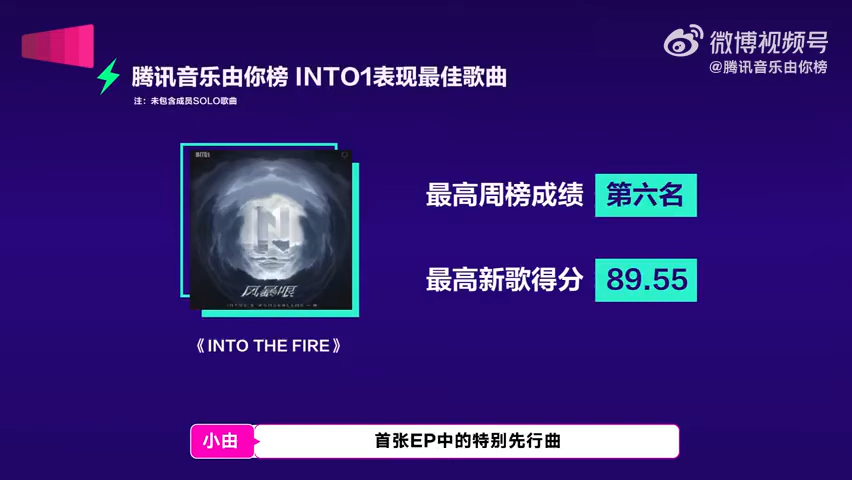 微博视频号
@腾讯音乐由你榜
腾讯音乐由你榜 INTO1表现最佳歌曲
注：未包含成员SOLO歌曲
INTO1
风暴眼
最高周榜成绩 第六名
最高新歌得分 89.55
《INTO THE FIRE》
小由 首张EP中的特别先行曲